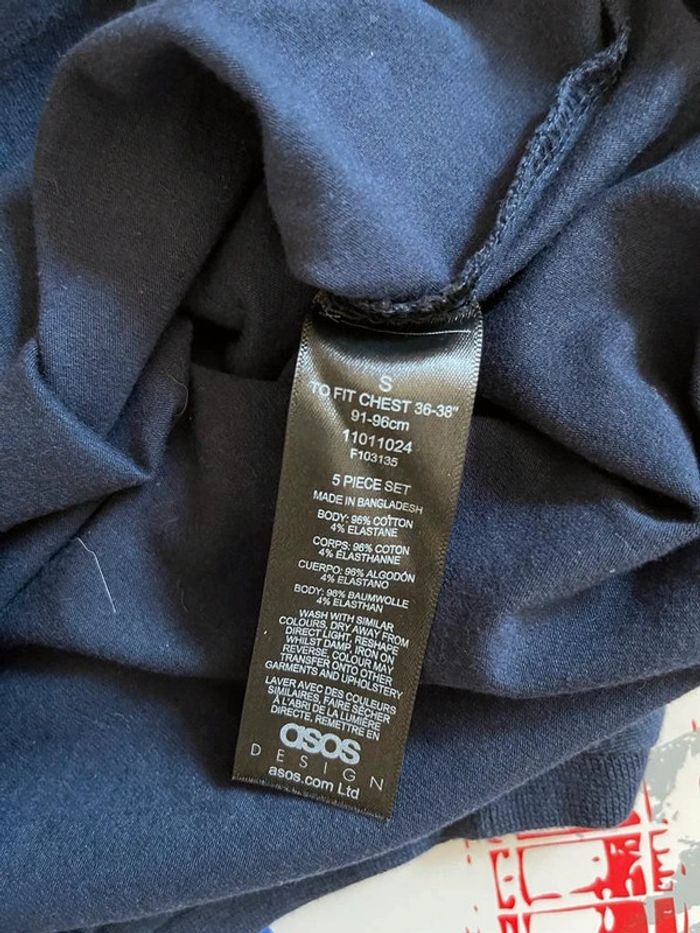 S
TO FIT CHEST 36-38"
91-96cm
11011024
F103135
5 PIECE SET
MADE IN BANGLADESH
BODY: 96% COTTON
4% ELASTANE
CORPS: 96% COTON
4% ELASTHANNE
CUERPO: 96% ALGODÓN
4% ELASTANO
BODY: 96% BAUMWOLLE
4% ELASTHAN
WASH WITH SIMILAR
COLOURS, DRY AWAY FROM
DIRECT LIGHT, RESHAPE
WHILST DAMP, IRON ON
REVERSE, COLOUR MAY
TRANSFER ONTO OTHER
GARMENTS AND UPHOLSTERY
LAVER AVEC DES COULEURS
SIMILAIRES, FAIRE SÉCHER
À L'ABRI DE LA LUMIÈRE
DIRECTE, REMETTRE EN
asos
DESIGN
asos.com Ltd